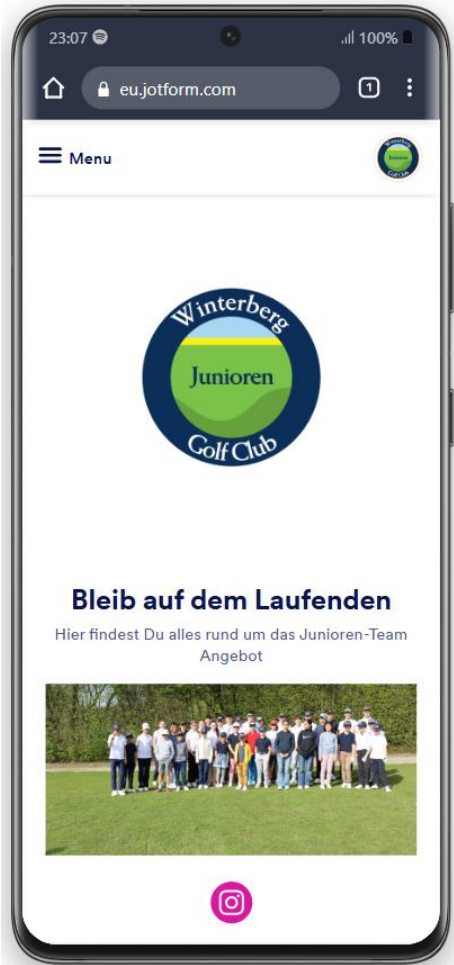 23:07
100%
eu.jotform.com
1
Menu
Winterberg
Junioren
Golf Club
Bleib auf dem Laufenden
Hier findest Du alles rund um das Junioren-Team
Angebot